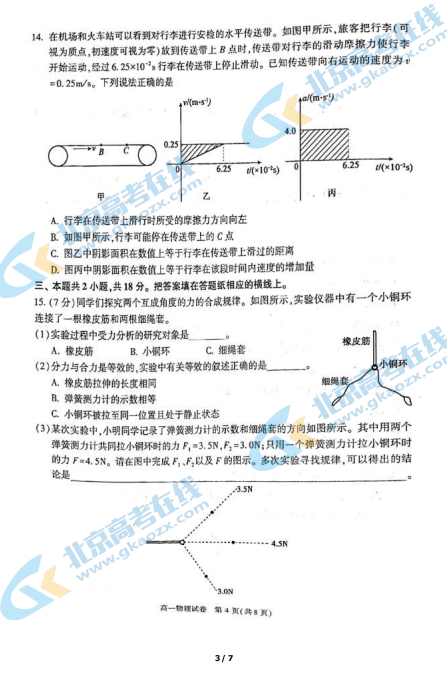 14. 在机场和火车站可以看到对行李进行安检的水平传送带。如图甲所示，旅客把行李(可
视为质点,初速度可视为零)放到传送带上B点时,传送带对行李的滑动摩擦力使行李
开始运动,经过6.25×10⁻²s行李在传送带上停止滑动。已知传送带向右运动的速度为v
=0.25m/s。下列说法正确的是
v B C
甲
v/(m·s⁻¹)
0.25
0 6.25 t/(×10⁻²s)
乙
a/(m·s⁻²)
4.0
0 6.25 t/(×10⁻²s)
丙
A. 行李在传送带上滑行时所受的摩擦力方向向左
B. 如图甲所示,行李可能停在传送带上的C点
C. 图乙中阴影面积在数值上等于行李在传送带上滑过的距离
D. 图丙中阴影面积在数值上等于行李在该段时间内速度的增加量
三、本题共2小题,共18分。把答案填在答题纸相应的横线上。
15.(7分)同学们探究两个互成角度的力的合成规律。如图所示,实验仪器中有一个小铜环
连接了一根橡皮筋和两根细绳套。
(1)实验过程中受力分析的研究对象是______。
A. 橡皮筋 B. 小铜环 C. 细绳套
(2)分力与合力是等效的,实验中有关等效的叙述正确的是______。
A. 橡皮筋拉伸的长度相同
B. 弹簧测力计的示数相等
C. 小铜环被拉至同一位置且处于静止状态
橡皮筋
小铜环
细绳套
(3)某次实验中,小明同学记录了弹簧测力计的示数和细绳套的方向如图所示。其中用两个
弹簧测力计共同拉小铜环时的力F₁=3.5N,F₂=3.0N;只用一个弹簧测力计拉小铜环时
的力F=4.5N。请在图中完成F₁、F₂以及F的图示。多次实验寻找规律,可以得出的结
论是______。
3.5N
4.5N
3.0N
高一物理试卷 第4页(共8页)
3 / 7
北京高考在线
www.gkaozx.com
北京高考在线
www.gkaozx.com